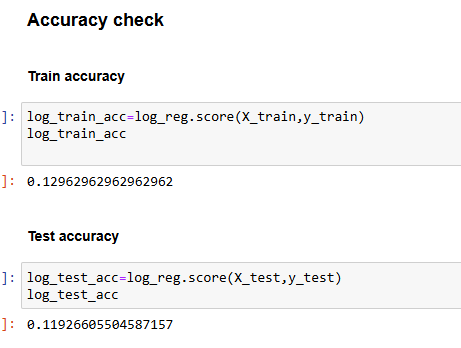 Accuracy check
Train accuracy
]: log_train_acc=log_reg.score(X_train,y_train)
log_train_acc
]: 0.12962962962962962
Test accuracy
]: log_test_acc=log_reg.score(X_test,y_test)
log_test_acc
]: 0.11926605504587157